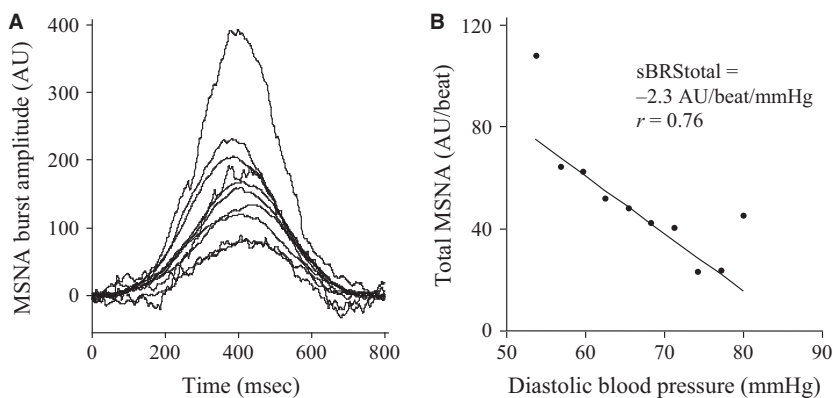 A
MSNA burst amplitude (AU)
400
300
200
100
0
0 200 400 600 800
Time (msec)
B
Total MSNA (AU/beat)
120
80
40
0
sBRStotal =
–2.3 AU/beat/mmHg
r = 0.76
50 60 70 80 90
Diastolic blood pressure (mmHg)